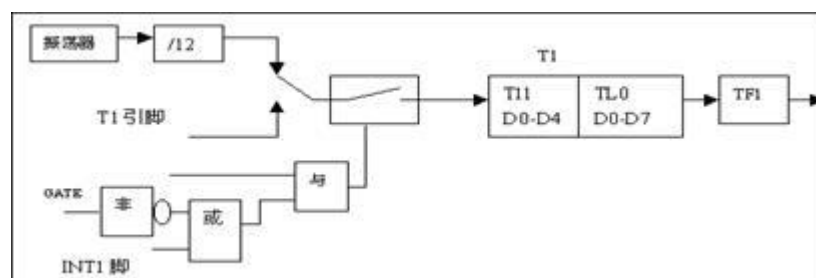 振荡器
/12
T1
T11
D0-D4
TL0
D0-D7
TF1
T1引脚
与
GATE
非
或
INT1 脚